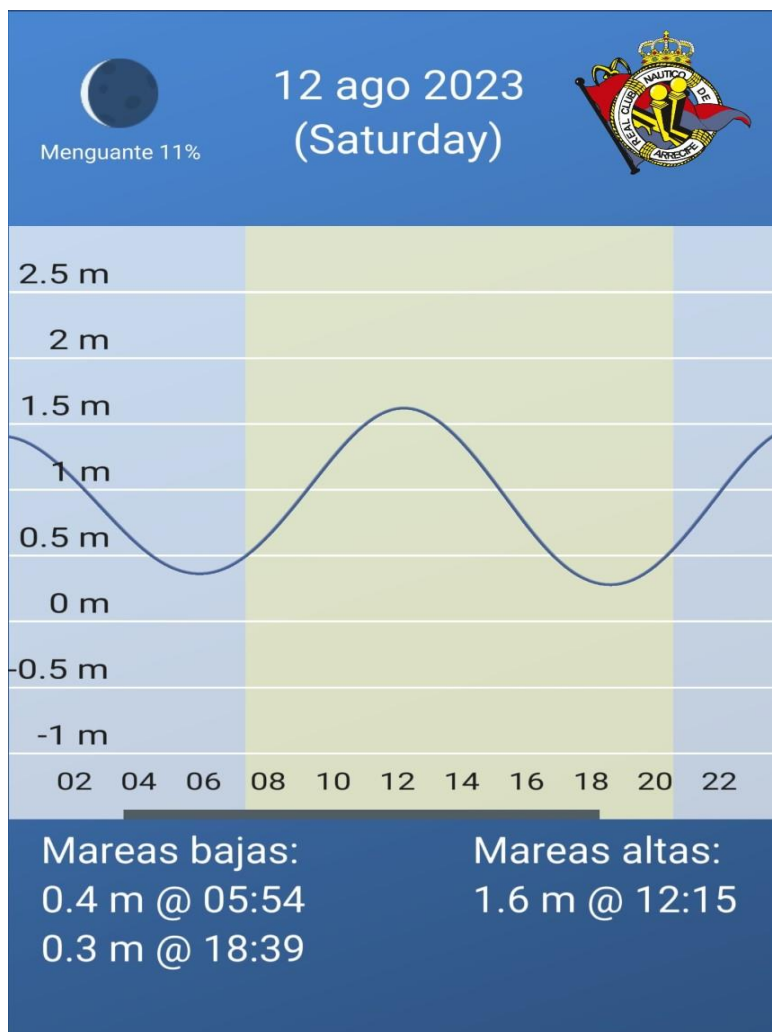 12 ago 2023
(Saturday)
Menguante 11%
REAL CLUB NAUTICO DE ARRECIFE
2.5 m
2 m
1.5 m
1 m
0.5 m
0 m
-0.5 m
-1 m
02 04 06 08 10 12 14 16 18 20 22
Mareas bajas:
0.4 m @ 05:54
0.3 m @ 18:39
Mareas altas:
1.6 m @ 12:15